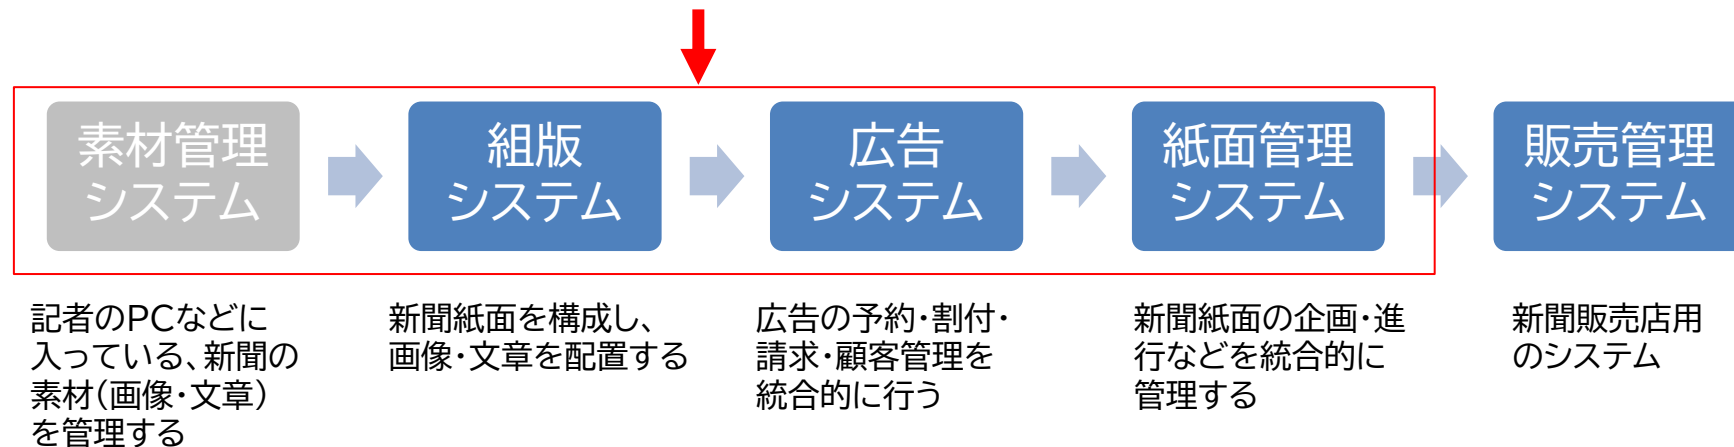 素材管理
システム
組版
システム
広告
システム
紙面管理
システム
販売管理
システム
記者のPCなどに
入っている、新聞の
素材(画像・文章)
を管理する
新聞紙面を構成し、
画像・文章を配置する
広告の予約・割付・
請求・顧客管理を
統合的に行う
新聞紙面の企画・進
行などを統合的に
管理する
新聞販売店用
のシステム